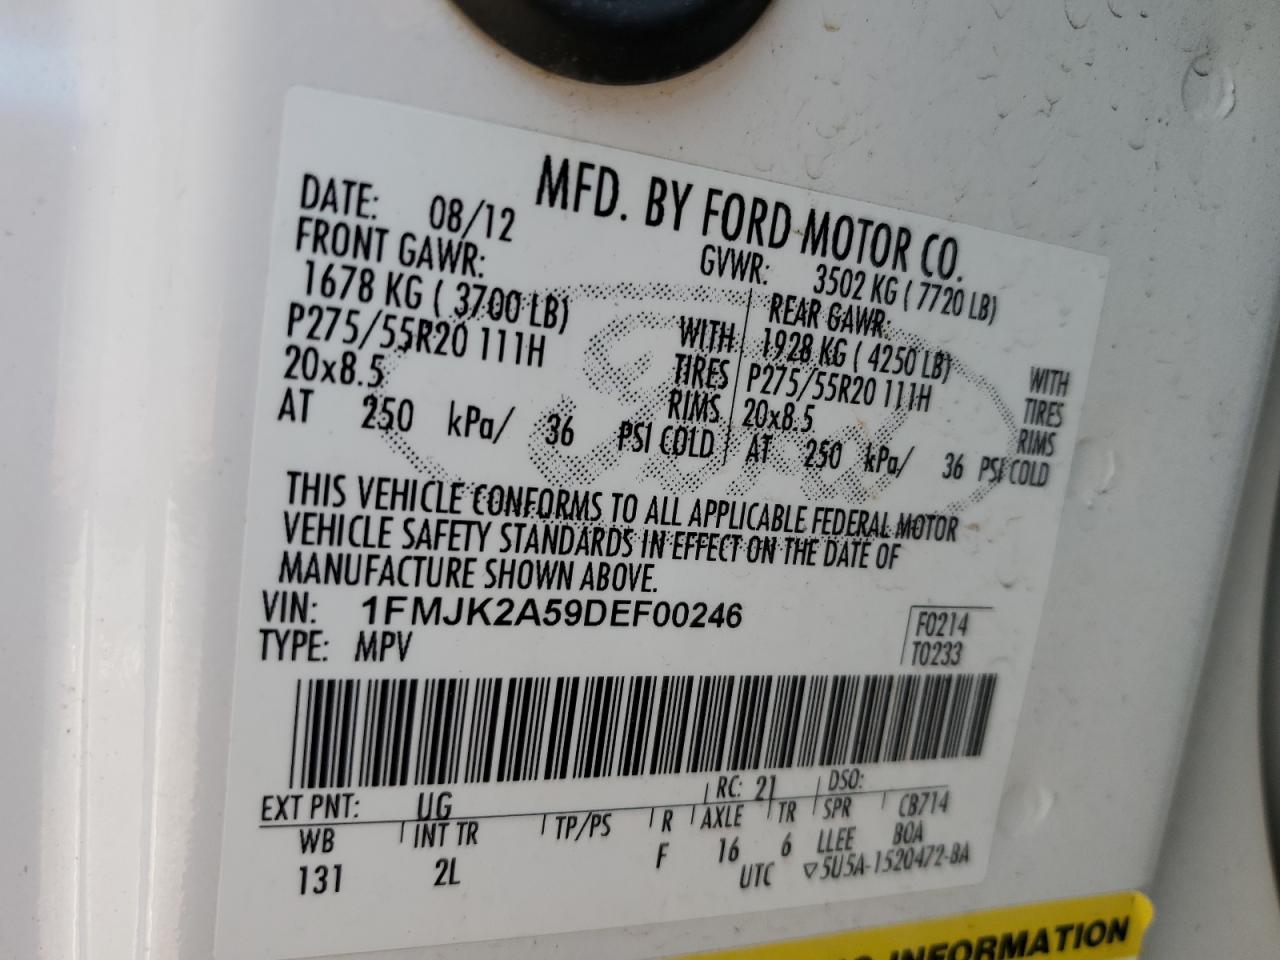 MFD. BY FORD MOTOR CO.
DATE: 08/12 GVWR: 3502 KG ( 7720 LB)
FRONT GAWR: REAR GAWR:
1678 KG ( 3700 LB) WITH 1928 KG ( 4250 LB) WITH
P275/55R20 111H TIRES P275/55R20 111H TIRES
20x8.5 RIMS 20x8.5 RIMS
AT 250 kPa/ 36 PSI COLD AT 250 kPa/ 36 PSI COLD
THIS VEHICLE CONFORMS TO ALL APPLICABLE FEDERAL MOTOR
VEHICLE SAFETY STANDARDS IN EFFECT ON THE DATE OF
MANUFACTURE SHOWN ABOVE.
VIN: 1FMJK2A59DEF00246 F0214
TYPE: MPV T0233
EXT PNT: UG RC: 21 DSO:
WB INT TR TP/PS R AXLE TR SPR CB714
131 2L F 16 6 LLEE BOA
UTC ▽5U5A-1520472-BA
INFORMATION